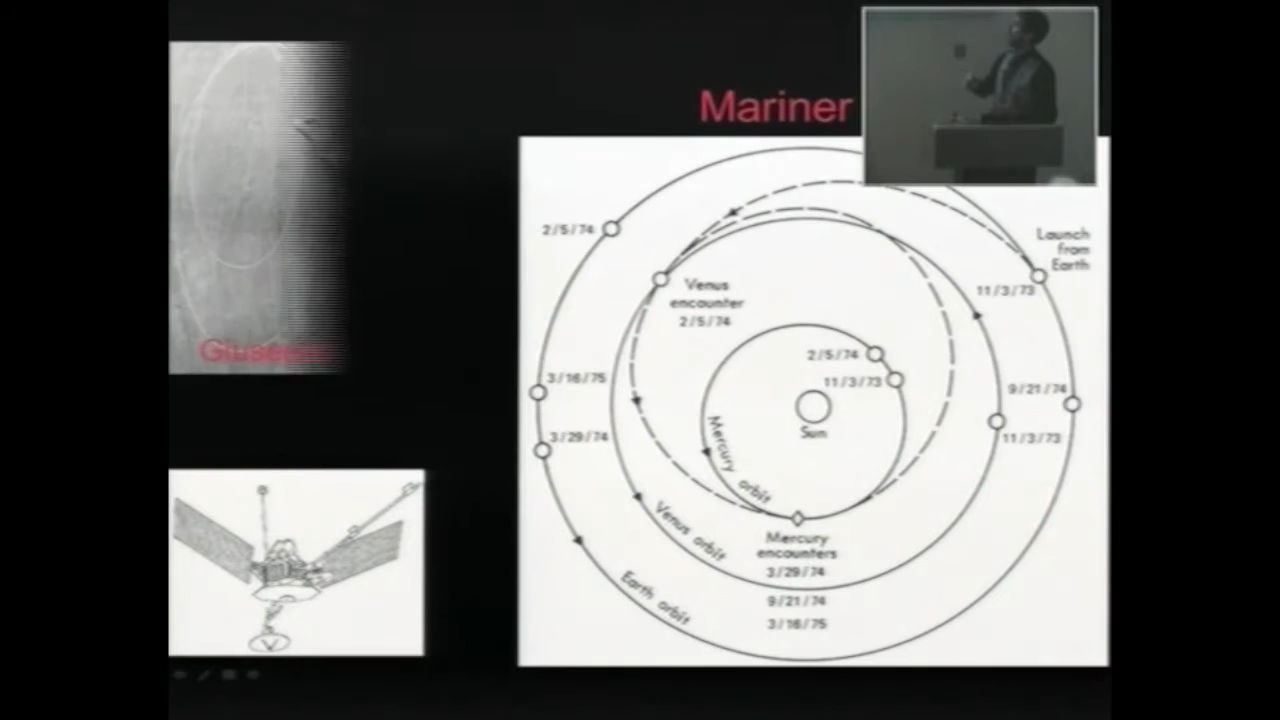 Mariner
Launch
from
Earth
11/3/73
2/5/74
Venus
encounter
2/5/74
2/5/74
11/3/73
Sun
3/16/75
9/21/74
3/29/74
11/3/73
Mercury orbit
Venus orbit
Earth orbit
Mercury
encounters
3/29/74
9/21/74
3/16/75